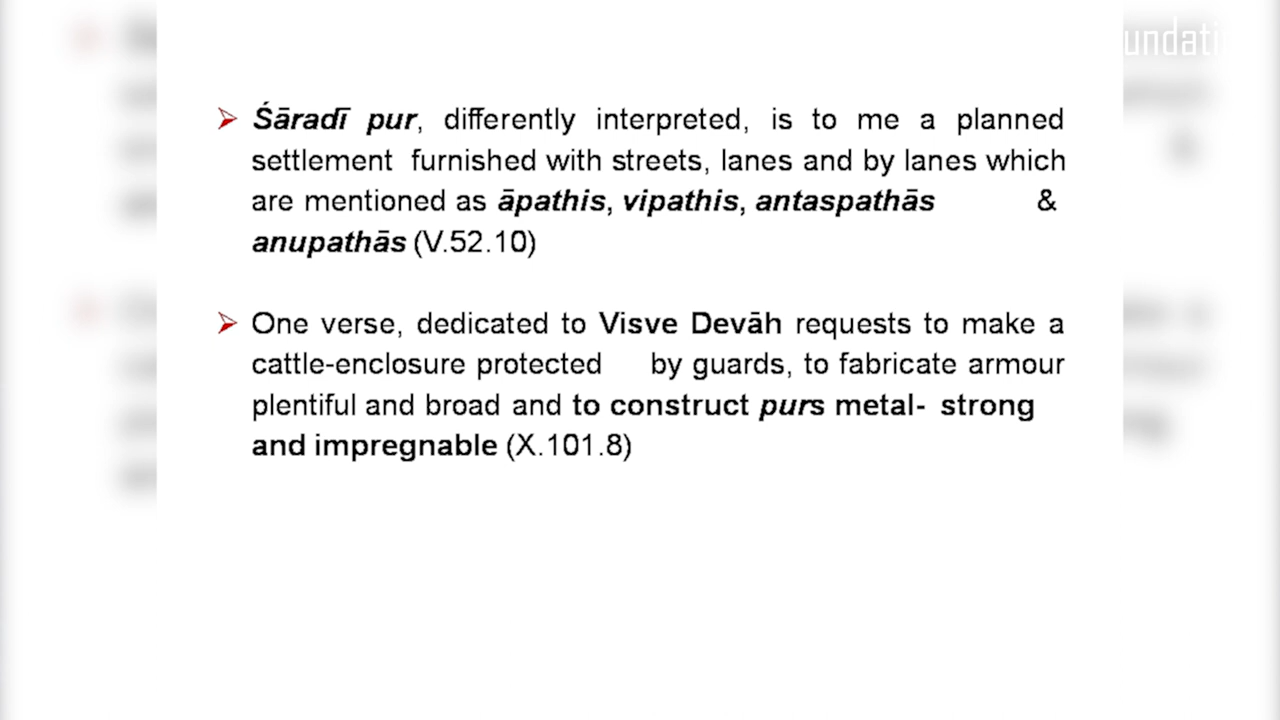 undati
Śāradī pur, differently interpreted, is to me a planned
settlement furnished with streets, lanes and by lanes which
are mentioned as āpathis, vipathis, antaspathās &
anupathās (V.52.10)
One verse, dedicated to Visve Devāh requests to make a
cattle-enclosure protected by guards, to fabricate armour
plentiful and broad and to construct purs metal- strong
and impregnable (X.101.8)